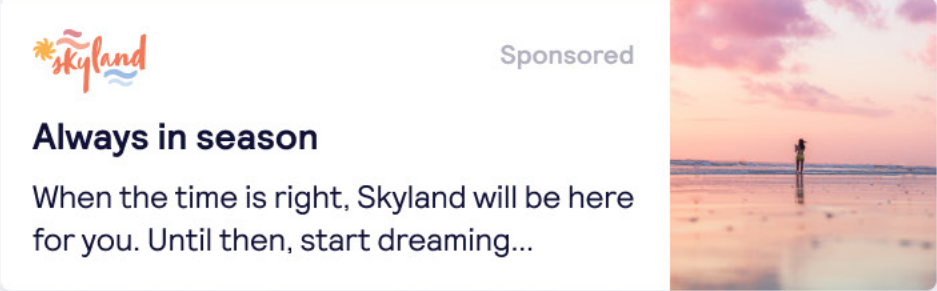 skyland
Sponsored
Always in season
When the time is right, Skyland will be here
for you. Until then, start dreaming...